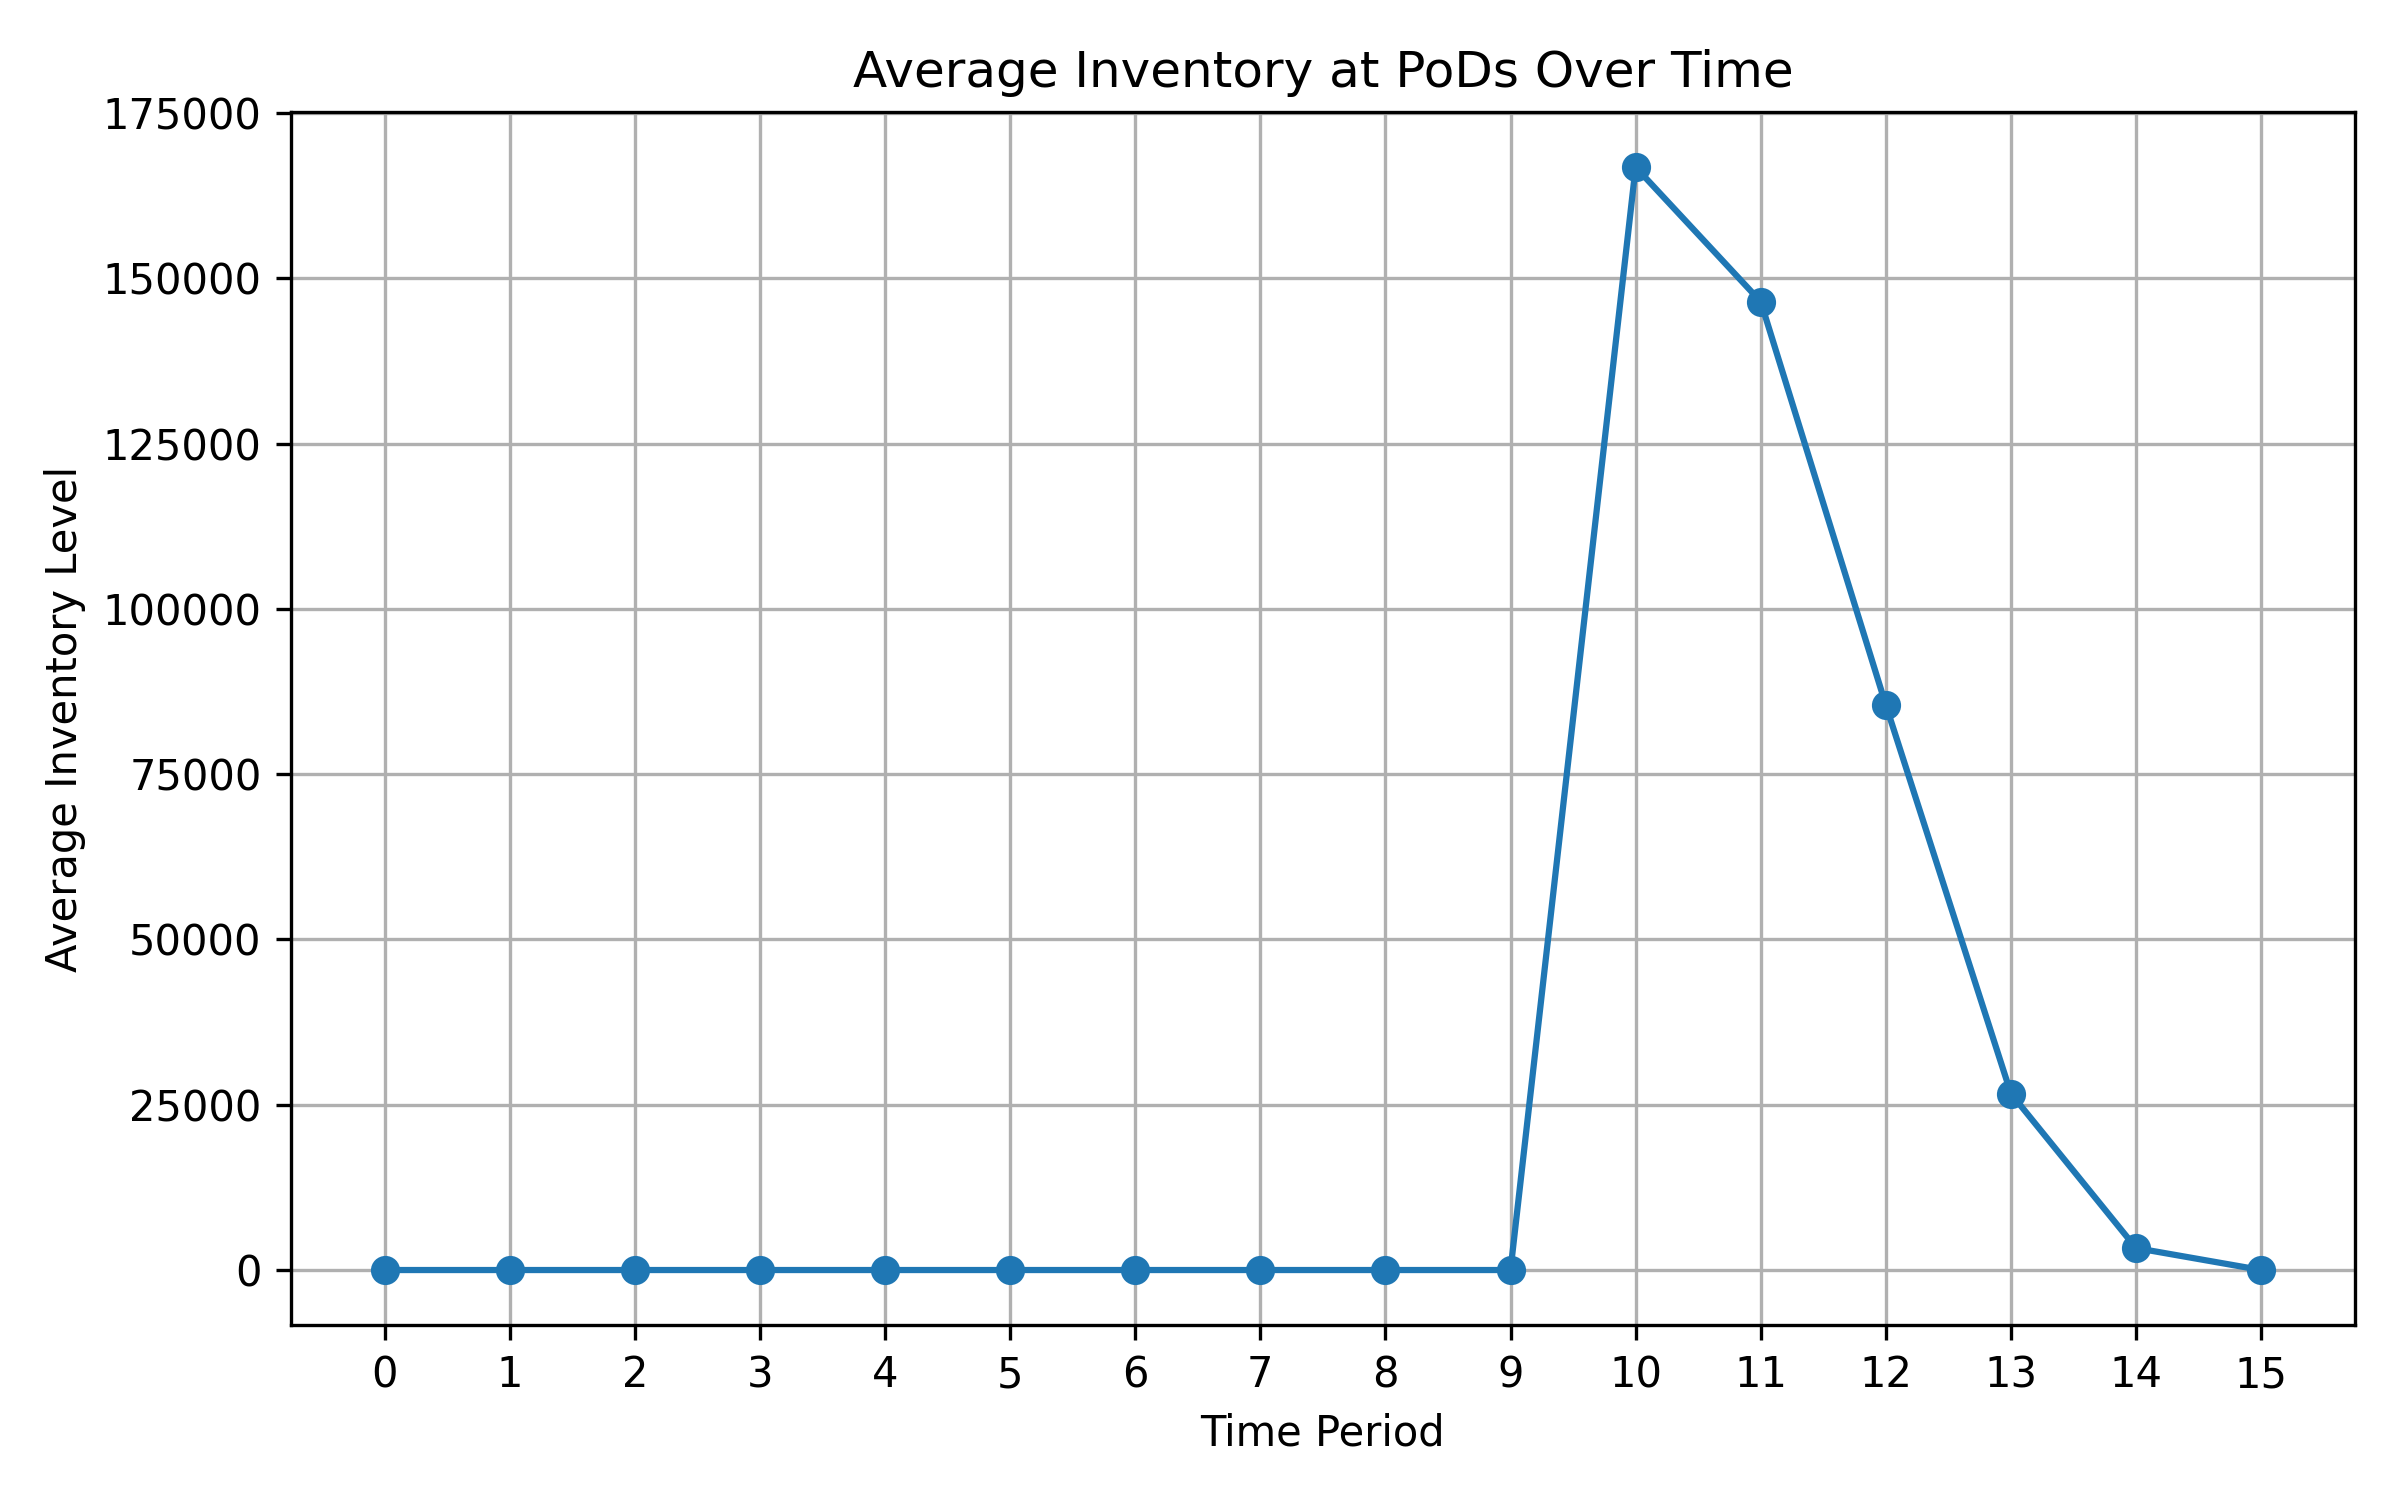 Average Inventory at PoDs Over Time
175000
150000
125000
100000
75000
50000
25000
0
Average Inventory Level
0 1 2 3 4 5 6 7 8 9 10 11 12 13 14 15
Time Period